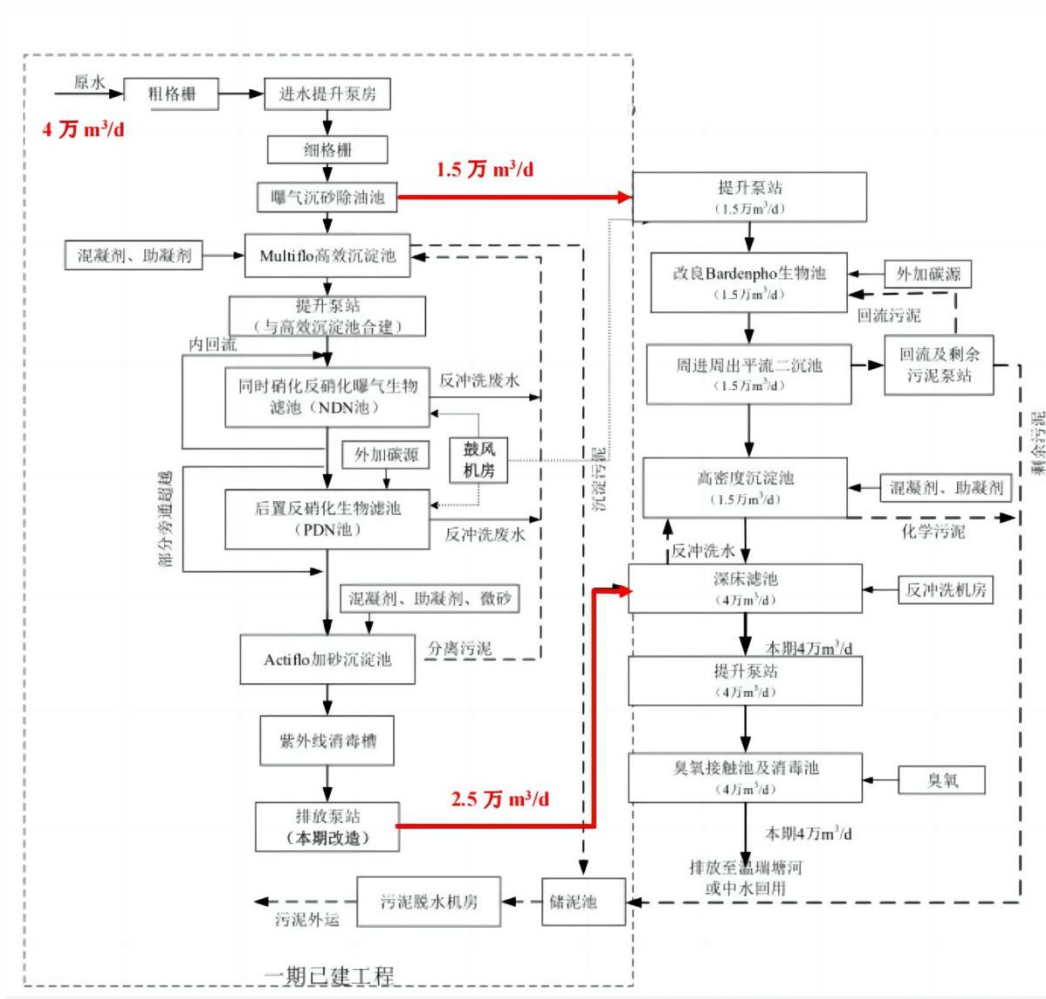 原水
粗格栅
进水提升泵房
4 万 m³/d
细格栅
1.5 万 m³/d
曝气沉砂除油池
提升泵站
（1.5万m³/d）
混凝剂、助凝剂
Multiflo高效沉淀池
改良Bardenpho生物池
（1.5万m³/d）
外加碳源
提升泵站
（与高效沉淀池合建）
回流污泥
内回流
同时硝化反硝化曝气生物
滤池（NDN池）
反冲洗废水
周进周出平流二沉池
（1.5万m³/d）
回流及剩余
污泥泵站
外加碳源
鼓风
机房
沉淀污泥
剩余污泥
部分旁通超越
后置反硝化生物滤池
（PDN池）
反冲洗废水
高密度沉淀池
（1.5万m³/d）
混凝剂、助凝剂
化学污泥
反冲洗水
混凝剂、助凝剂、微砂
深床滤池
（4万m³/d）
反冲洗机房
Actiflo加砂沉淀池
分离污泥
本期4万m³/d
提升泵站
（4万m³/d）
紫外线消毒槽
臭氧接触池及消毒池
（4万m³/d）
臭氧
排放泵站
（本期改造）
2.5 万 m³/d
本期4万m³/d
排放至温瑞塘河
或中水回用
污泥外运
污泥脱水机房
储泥池
一期已建工程